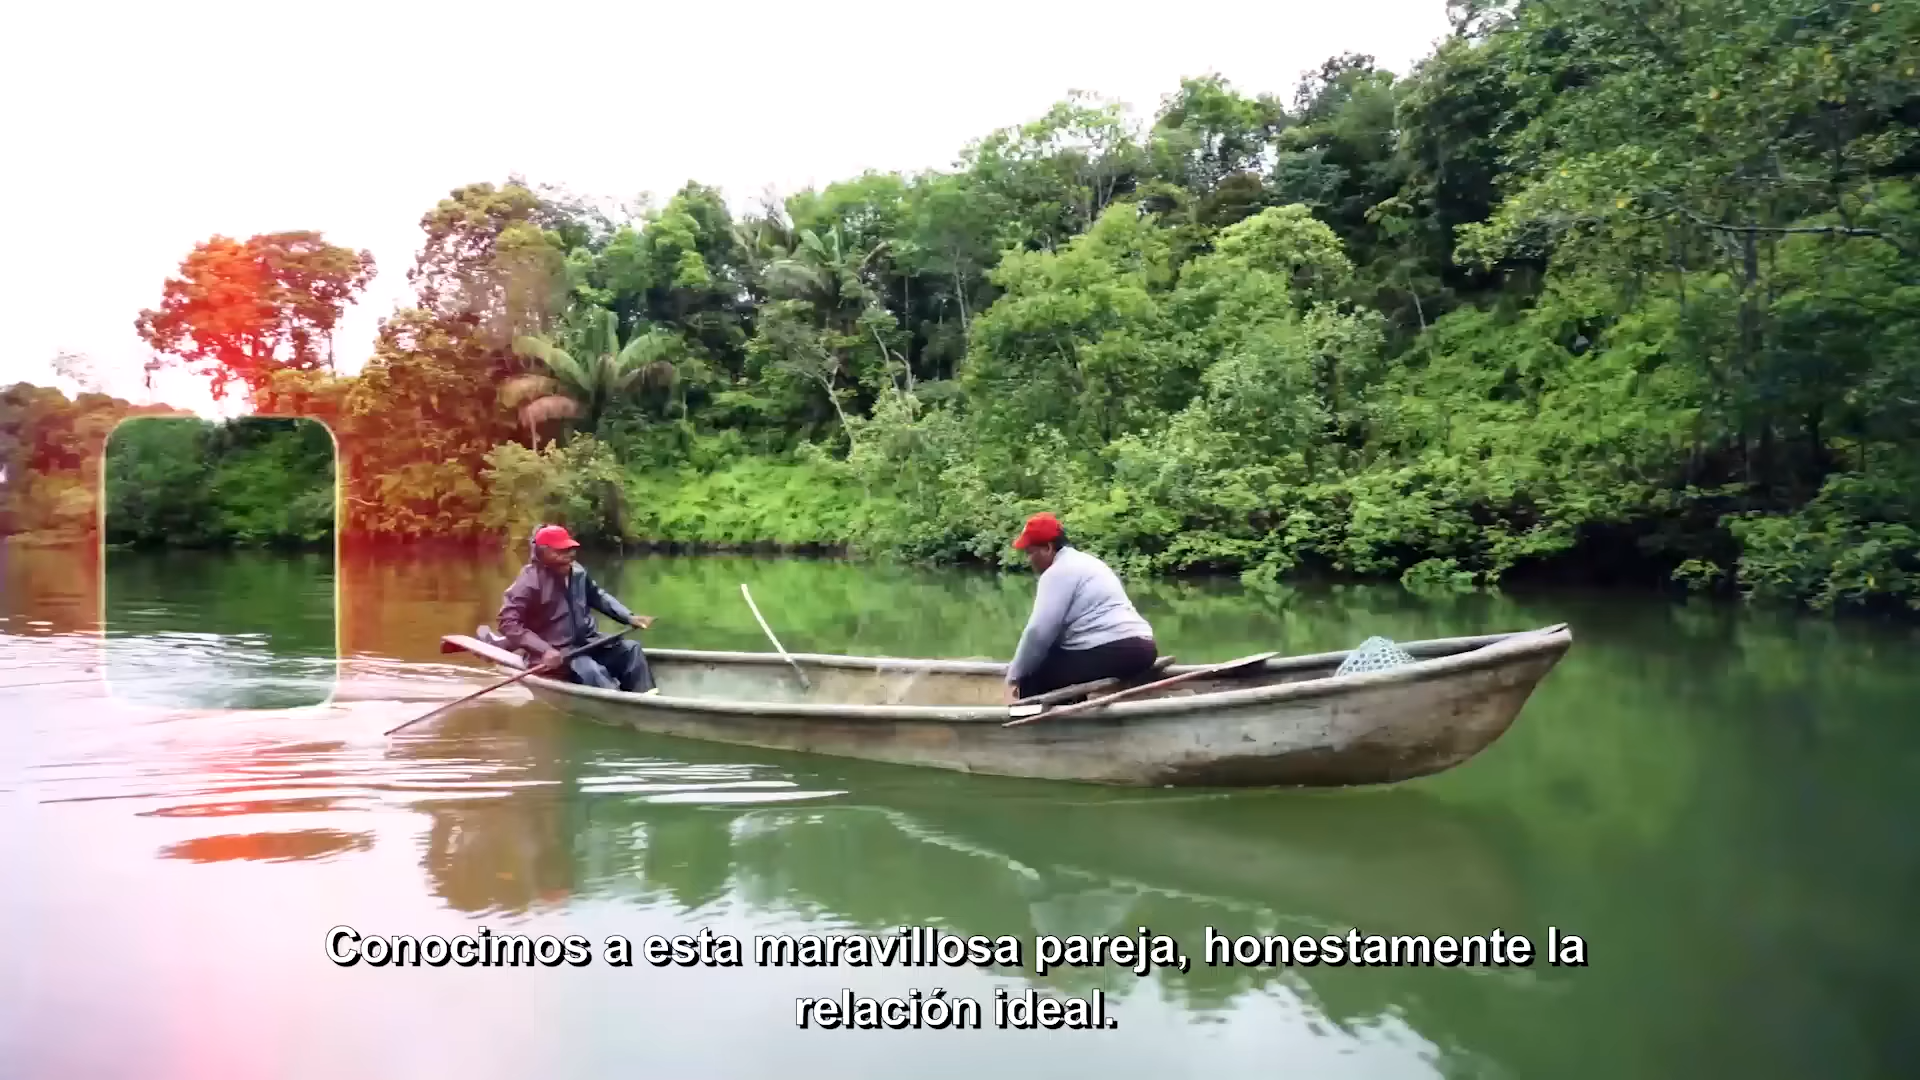 Conocimos a esta maravillosa pareja, honestamente la
relación ideal.